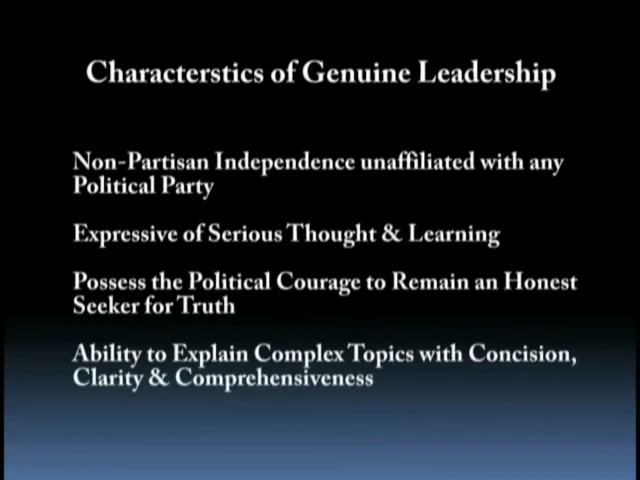 Characterstics of Genuine Leadership
Non-Partisan Independence unaffiliated with any
Political Party
Expressive of Serious Thought & Learning
Possess the Political Courage to Remain an Honest
Seeker for Truth
Ability to Explain Complex Topics with Concision,
Clarity & Comprehensiveness